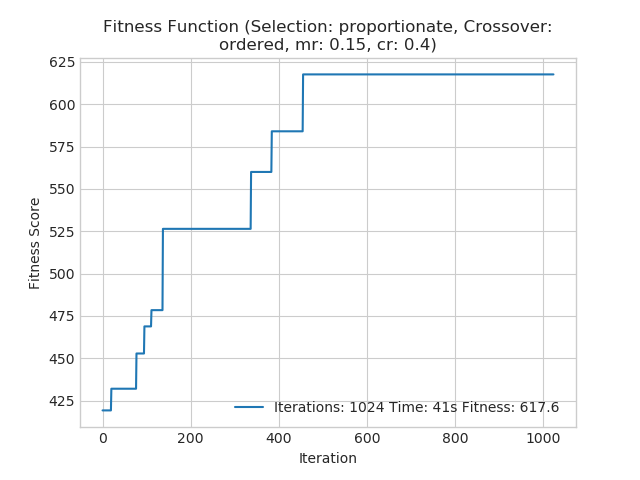 Fitness Function (Selection: proportionate, Crossover:
ordered, mr: 0.15, cr: 0.4)
625
600
575
550
525
500
475
450
425
Fitness Score
Iterations: 1024 Time: 41s Fitness: 617.6
0 200 400 600 800 1000
Iteration